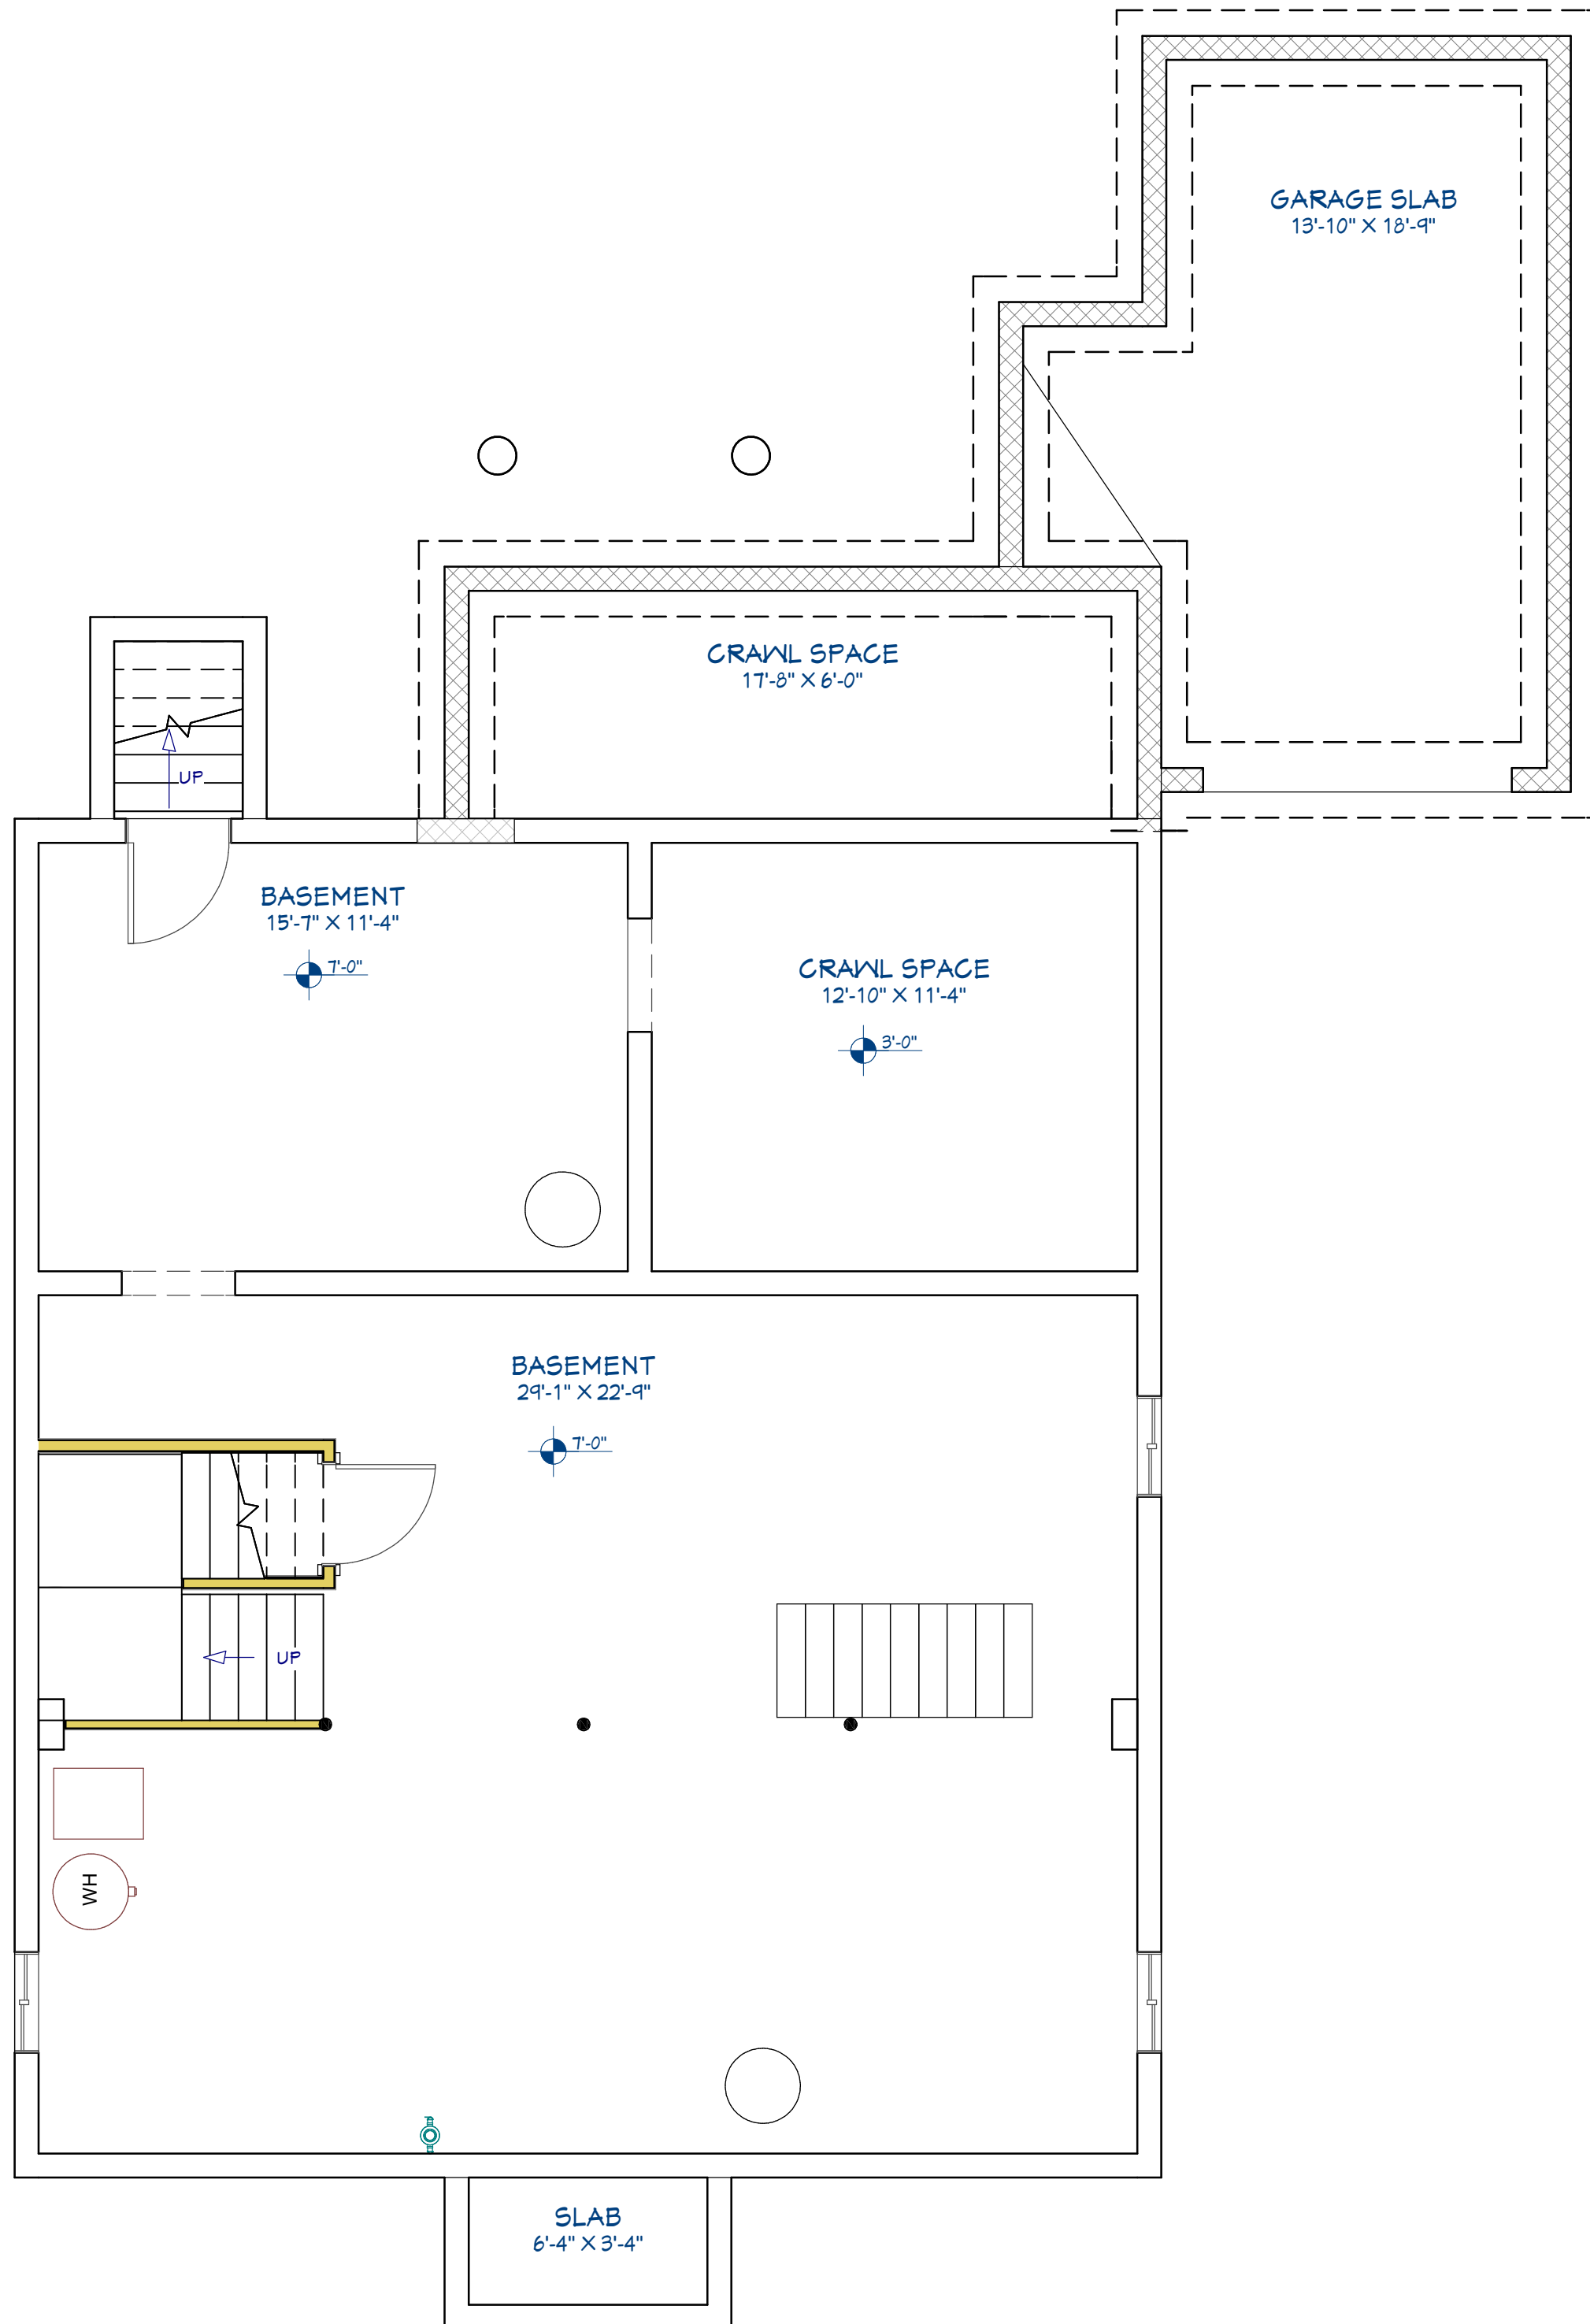 GARAGE SLAB
13'-10" X 18'-9"
CRAWL SPACE
17'-8" X 6'-0"
UP
BASEMENT
15'-7" X 11'-4"
7'-0"
CRAWL SPACE
12'-10" X 11'-4"
3'-0"
BASEMENT
29'-1" X 22'-9"
7'-0"
UP
WH
SLAB
6'-4" X 3'-4"